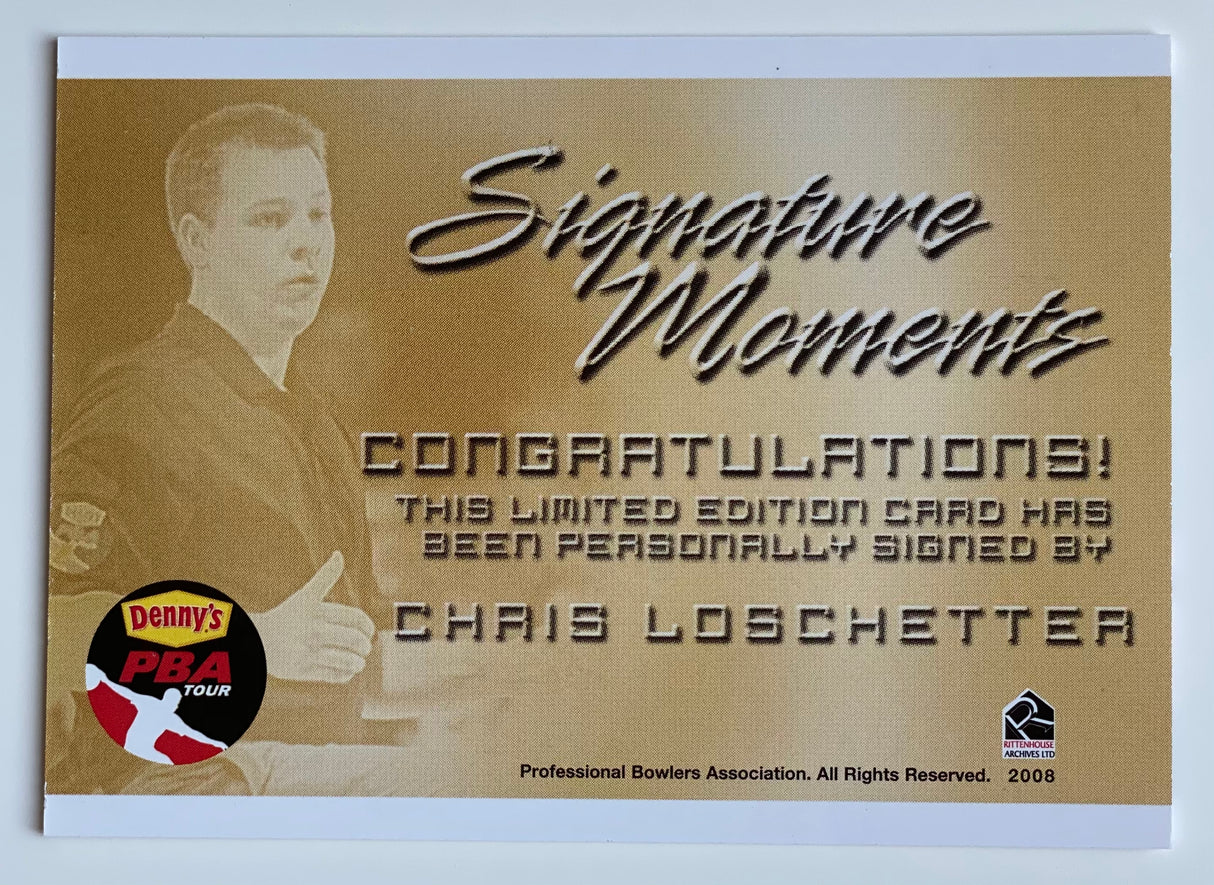 Signature
Moments
CONGRATULATIONS!
THIS LIMITED EDITION CARD HAS
BEEN PERSONALLY SIGNED BY
CHRIS LOSCHETTER
Denny's
PBA
TOUR
RITTENHOUSE
ARCHIVES LTD
Professional Bowlers Association. All Rights Reserved. 2008